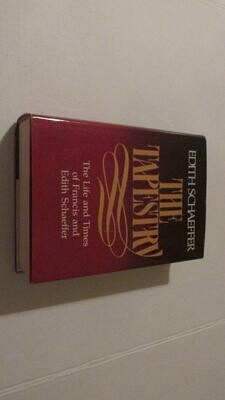 EDITH SCHAEFFER
THE
TAPESTRY
The Life and Times
of Francis and
Edith Schaeffer